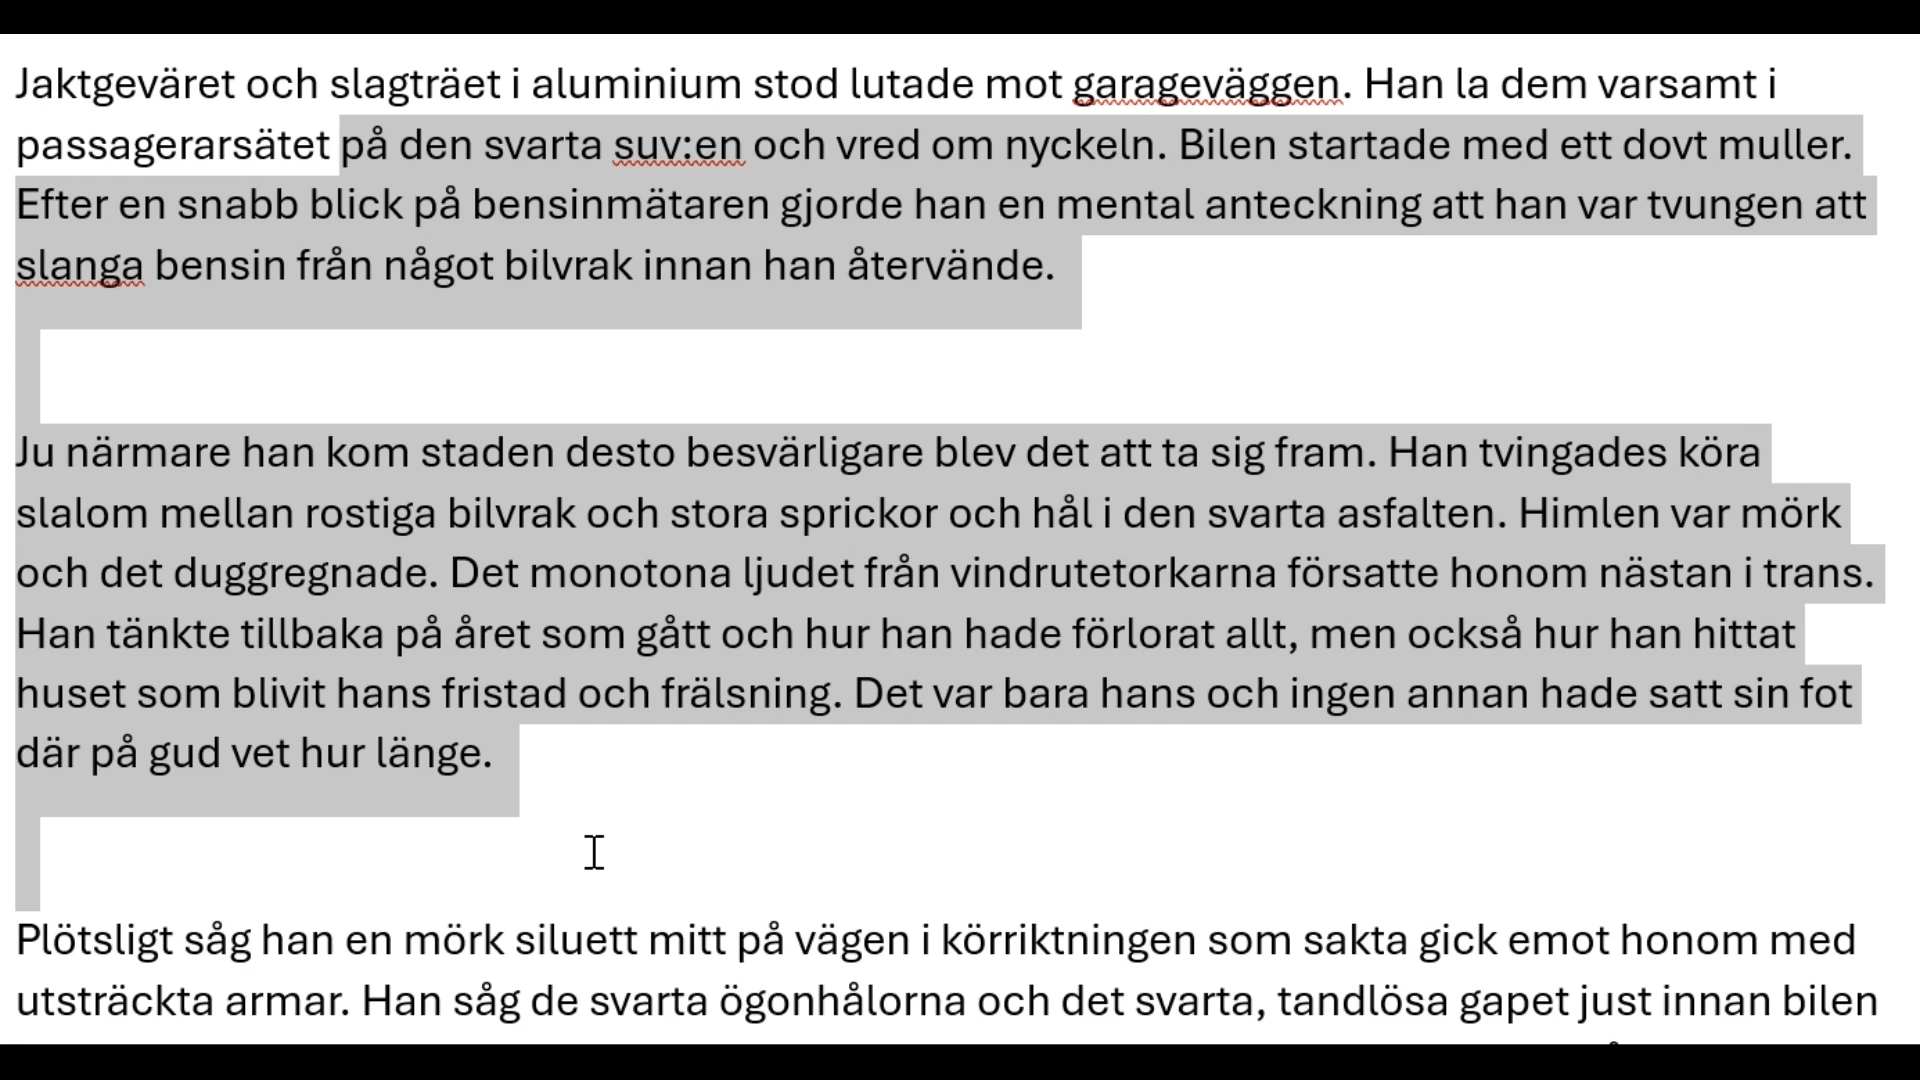 Jaktgeväret och slagträet i aluminium stod lutade mot garageväggen. Han la dem varsamt i
passagerarsätet på den svarta suv:en och vred om nyckeln. Bilen startade med ett dovt muller.
Efter en snabb blick på bensinmätaren gjorde han en mental anteckning att han var tvungen att
slanga bensin från något bilvrak innan han återvände.
Ju närmare han kom staden desto besvärligare blev det att ta sig fram. Han tvingades köra
slalom mellan rostiga bilvrak och stora sprickor och hål i den svarta asfalten. Himlen var mörk
och det duggregnade. Det monotona ljudet från vindrutetorkarna försatte honom nästan i trans.
Han tänkte tillbaka på året som gått och hur han hade förlorat allt, men också hur han hittat
huset som blivit hans fristad och frälsning. Det var bara hans och ingen annan hade satt sin fot
där på gud vet hur länge.
Plötsligt såg han en mörk siluett mitt på vägen i körriktningen som sakta gick emot honom med
utsträckta armar. Han såg de svarta ögonhålorna och det svarta, tandlösa gapet just innan bilen